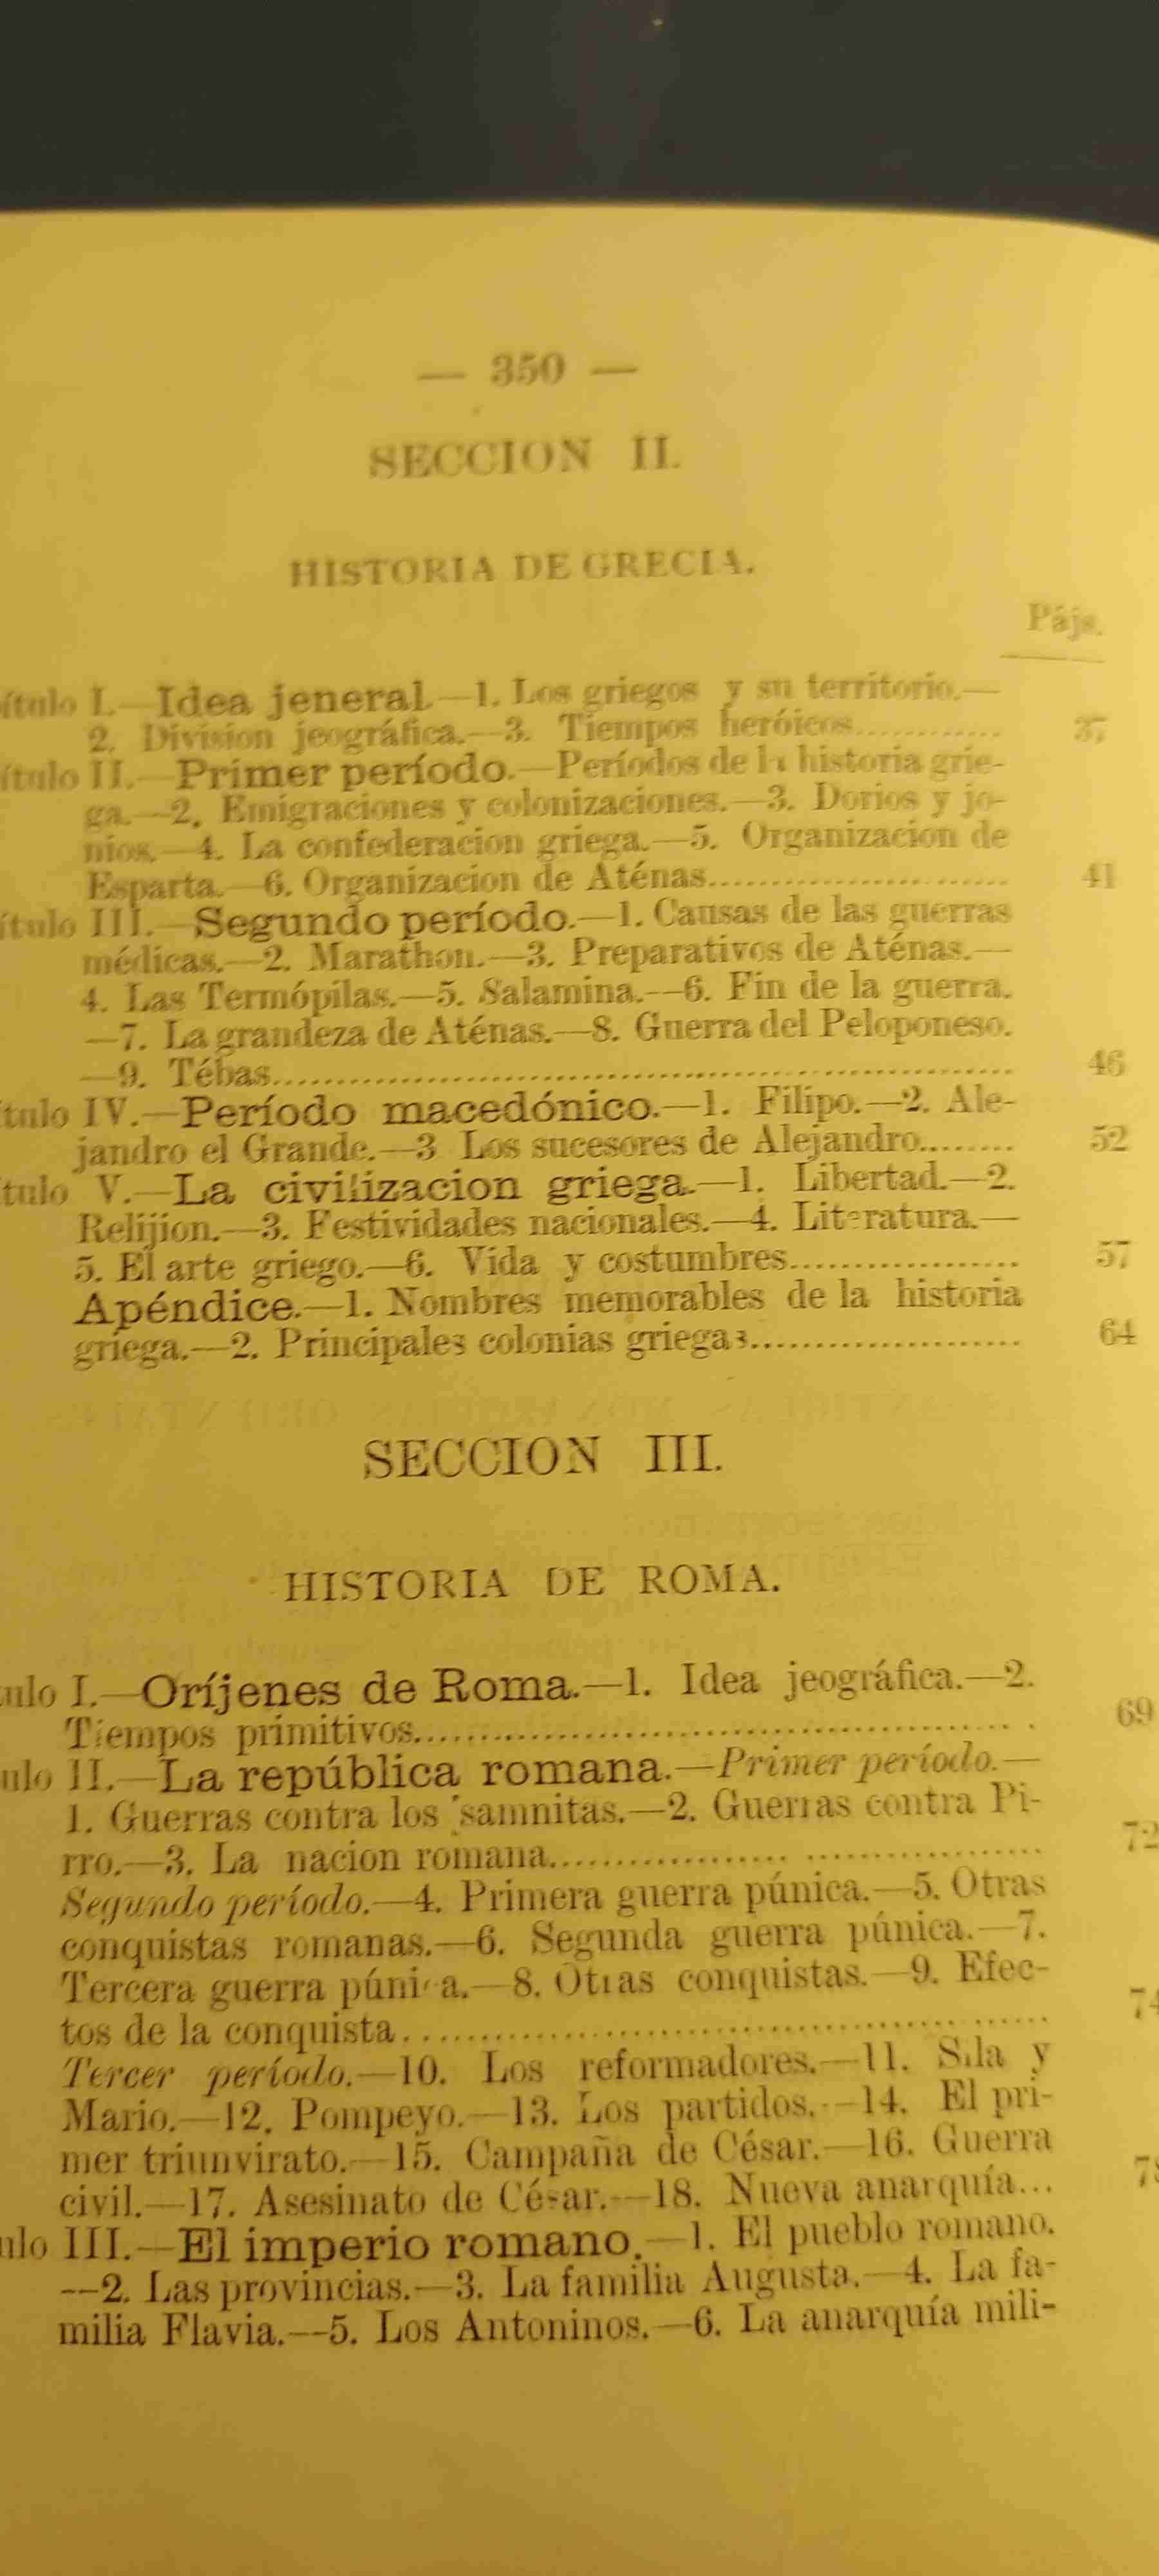 — 350 —
SECCION II.
HISTORIA DE GRECIA.
Pájs.
ítulo I.—Idea jeneral.—1. Los griegos y su territorio.—
2. Division jeográfica.—3. Tiempos heróicos............ 37
ítulo II.—Primer período.—Períodos de la historia grie-
ga.—2. Emigraciones y colonizaciones.—3. Dorios y jo-
nios.—4. La confederacion griega.—5. Organizacion de
Esparta.—6. Organizacion de Aténas........................ 41
ítulo III.—Segundo período.—1. Causas de las guerras
médicas.—2. Marathon.—3. Preparativos de Aténas.—
4. Las Termópilas.—5. Salamina.—6. Fin de la guerra.
—7. La grandeza de Aténas.—8. Guerra del Peloponeso.
—9. Tébas............................................................ 46
ítulo IV.—Período macedónico.—1. Filipo.—2. Ale-
jandro el Grande.—3 Los sucesores de Alejandro........ 52
tulo V.—La civilizacion griega.—1. Libertad.—2.
Relijion.—3. Festividades nacionales.—4. Literatura.—
5. El arte griego.—6. Vida y costumbres.................. 57
Apéndice.—1. Nombres memorables de la historia
griega.—2. Principales colonias griegas..................... 64
SECCION III.
HISTORIA DE ROMA.
ulo I.—Oríjenes de Roma.—1. Idea jeográfica.—2.
Tiempos primitivos................................................ 69
ulo II.—La república romana.—Primer período.—
1. Guerras contra los samnitas.—2. Guerras contra Pi-
rro.—3. La nacion romana..................................... 72
Segundo período.—4. Primera guerra púnica.—5. Otras
conquistas romanas.—6. Segunda guerra púnica.—7.
Tercera guerra púnica.—8. Otras conquistas.—9. Efec-
tos de la conquista.................................................. 74
Tercer período.—10. Los reformadores.—11. Sila y
Mario.—12. Pompeyo.—13. Los partidos.—14. El pri-
mer triunvirato.—15. Campaña de César.—16. Guerra
civil.—17. Asesinato de César.—18. Nueva anarquía...
ulo III.—El imperio romano.—1. El pueblo romano.
—2. Las provincias.—3. La familia Augusta.—4. La fa-
milia Flavia.—5. Los Antoninos.—6. La anarquía mili-